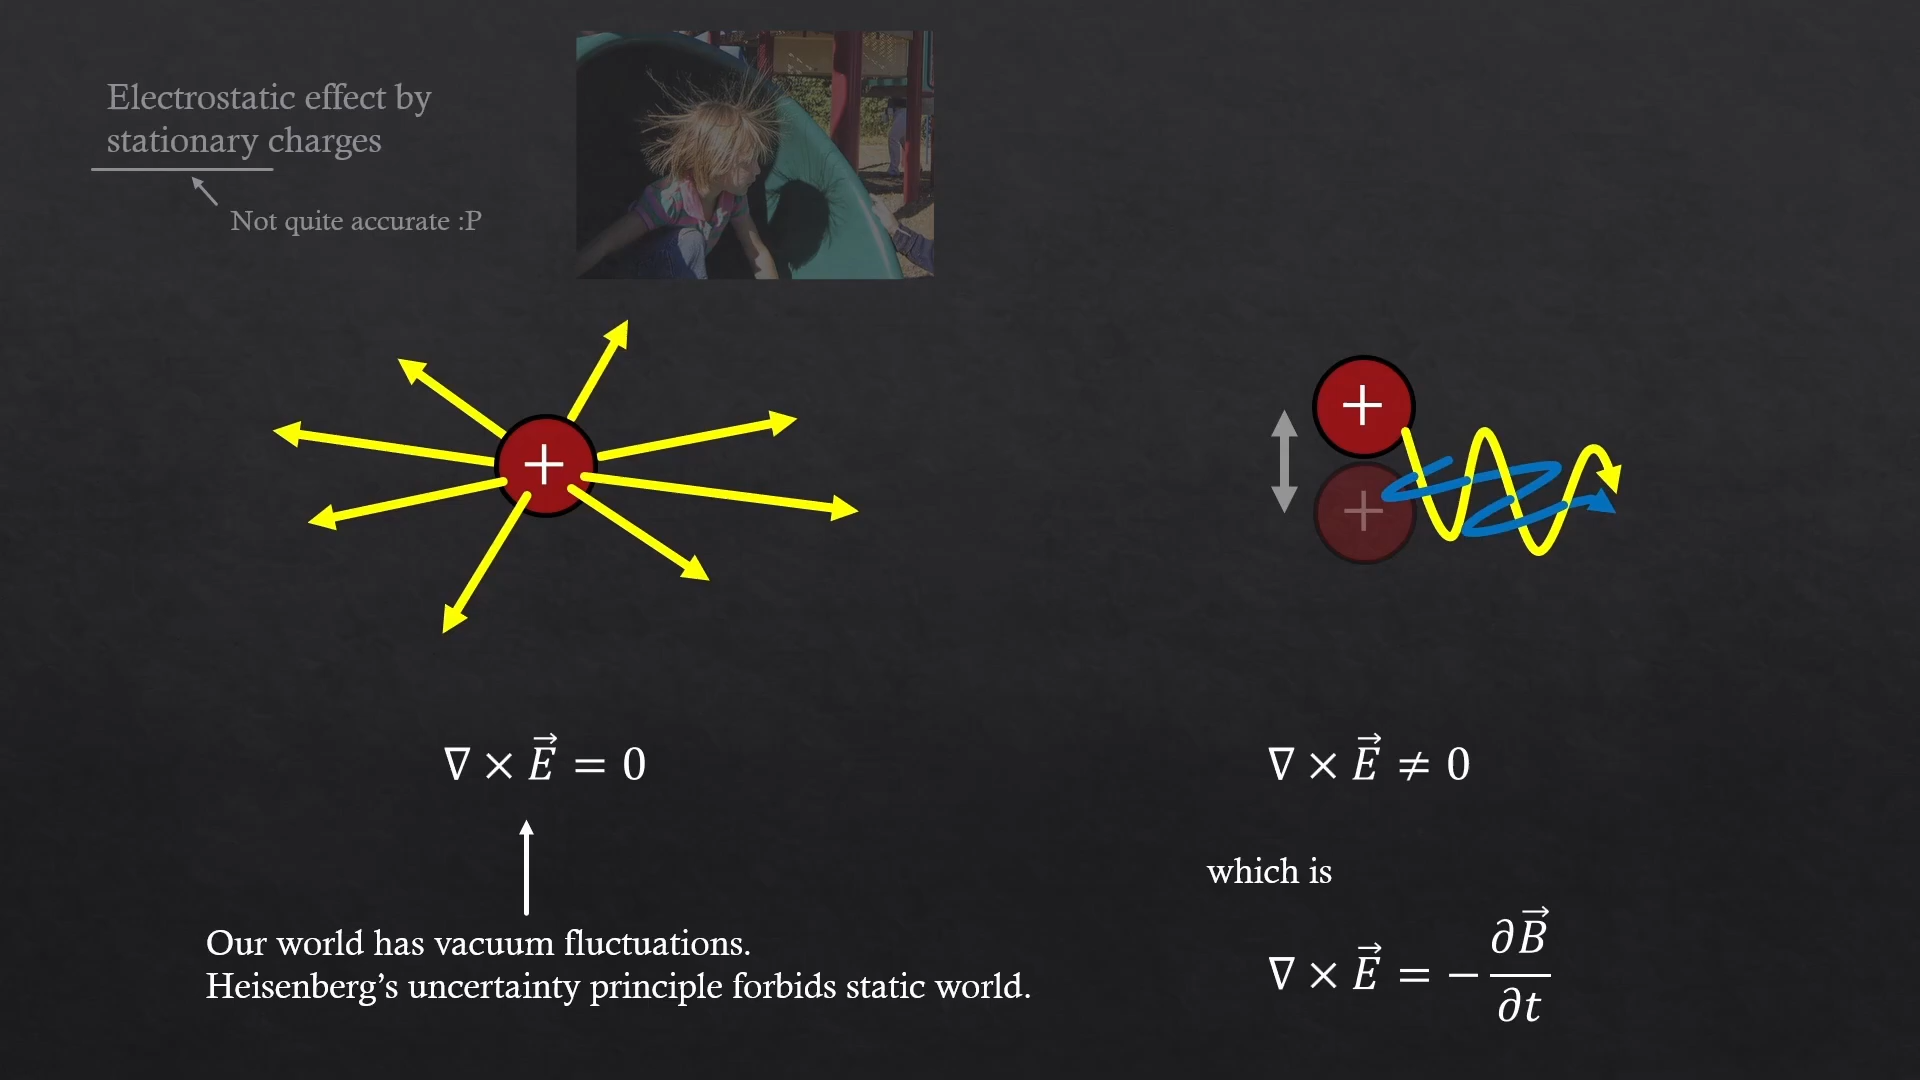 Electrostatic effect by
stationary charges
Not quite accurate :P
+
+
+
∇ × E⃗ = 0
∇ × E⃗ ≠ 0
which is
∇ × E⃗ = − ∂B⃗/∂t
Our world has vacuum fluctuations.
Heisenberg’s uncertainty principle forbids static world.